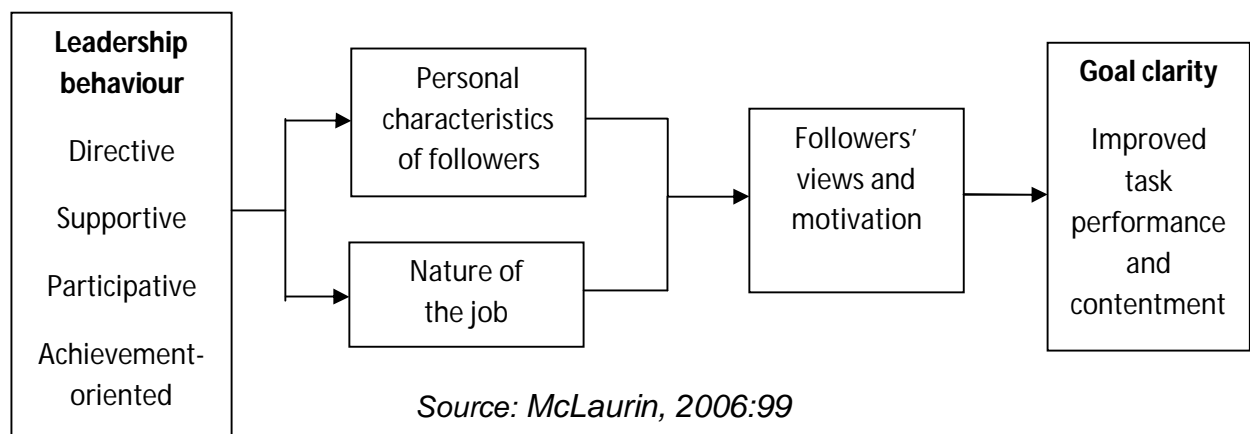 Leadership
behaviour
Directive
Supportive
Participative
Achievement-
oriented
Personal
characteristics
of followers
Nature of
the job
Followers'
views and
motivation
Goal clarity
Improved
task
performance
and
contentment
Source: McLaurin, 2006:99